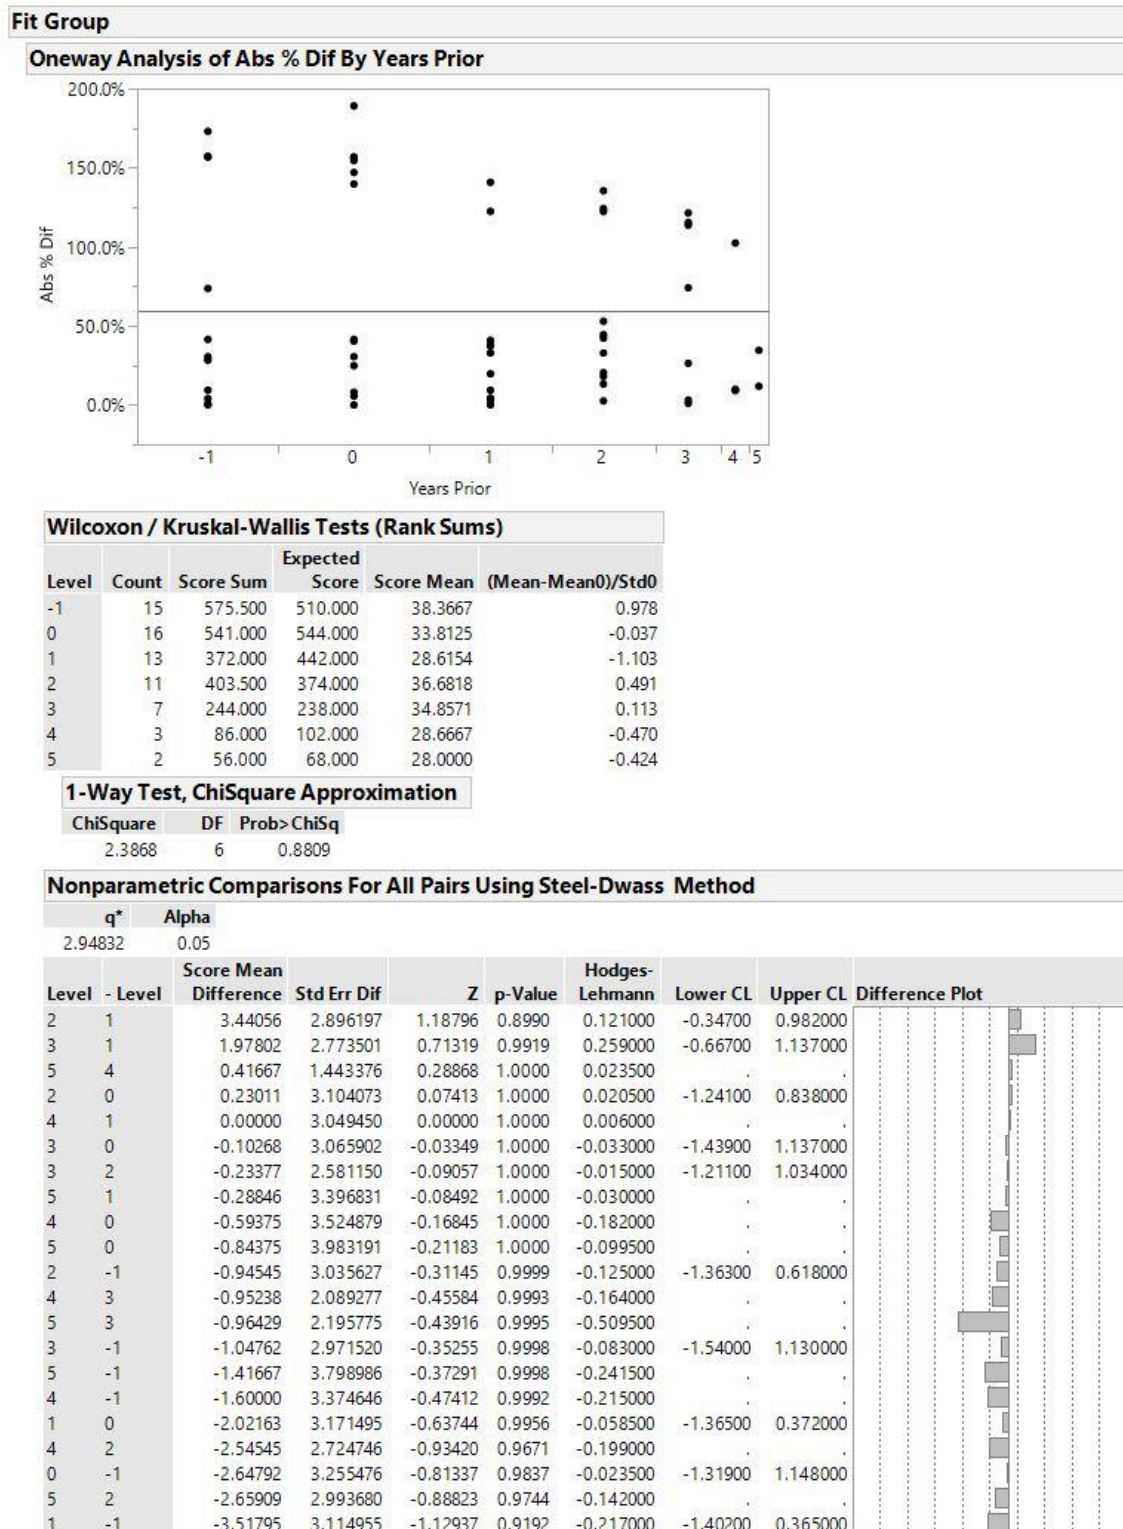 Fit Group
Oneway Analysis of Abs % Dif By Years Prior
200.0%
150.0%
100.0%
50.0%
0.0%
Abs % Dif
-1 0 1 2 3 4 5
Years Prior
Wilcoxon / Kruskal-Wallis Tests (Rank Sums)
Expected
Level Count Score Sum Score Score Mean (Mean-Mean0)/Std0
-1 15 575.500 510.000 38.3667 0.978
0 16 541.000 544.000 33.8125 -0.037
1 13 372.000 442.000 28.6154 -1.103
2 11 403.500 374.000 36.6818 0.491
3 7 244.000 238.000 34.8571 0.113
4 3 86.000 102.000 28.6667 -0.470
5 2 56.000 68.000 28.0000 -0.424
1-Way Test, ChiSquare Approximation
ChiSquare DF Prob>ChiSq
2.3868 6 0.8809
Nonparametric Comparisons For All Pairs Using Steel-Dwass Method
q* Alpha
2.94832 0.05
Score Mean Hodges-
Level - Level Difference Std Err Dif Z p-Value Lehmann Lower CL Upper CL Difference Plot
2 1 3.44056 2.896197 1.18796 0.8990 0.121000 -0.34700 0.982000
3 1 1.97802 2.773501 0.71319 0.9919 0.259000 -0.66700 1.137000
5 4 0.41667 1.443376 0.28868 1.0000 0.023500 . .
2 0 0.23011 3.104073 0.07413 1.0000 0.020500 -1.24100 0.838000
4 1 0.00000 3.049450 0.00000 1.0000 0.006000 . .
3 0 -0.10268 3.065902 -0.03349 1.0000 -0.033000 -1.43900 1.137000
3 2 -0.23377 2.581150 -0.09057 1.0000 -0.015000 -1.21100 1.034000
5 1 -0.28846 3.396831 -0.08492 1.0000 -0.030000 . .
4 0 -0.59375 3.524879 -0.16845 1.0000 -0.182000 . .
5 0 -0.84375 3.983191 -0.21183 1.0000 -0.099500 . .
2 -1 -0.94545 3.035627 -0.31145 0.9999 -0.125000 -1.36300 0.618000
4 3 -0.95238 2.089277 -0.45584 0.9993 -0.164000 . .
5 3 -0.96429 2.195775 -0.43916 0.9995 -0.509500 . .
3 -1 -1.04762 2.971520 -0.35255 0.9998 -0.083000 -1.54000 1.130000
5 -1 -1.41667 3.798986 -0.37291 0.9998 -0.241500 . .
4 -1 -1.60000 3.374646 -0.47412 0.9992 -0.215000 . .
1 0 -2.02163 3.171495 -0.63744 0.9956 -0.058500 -1.36500 0.372000
4 2 -2.54545 2.724746 -0.93420 0.9671 -0.199000 . .
0 -1 -2.64792 3.255476 -0.81337 0.9837 -0.023500 -1.31900 1.148000
5 2 -2.65909 2.993680 -0.88823 0.9744 -0.142000 . .
1 -1 -3.51795 3.114955 -1.12937 0.9192 -0.217000 -1.40200 0.365000